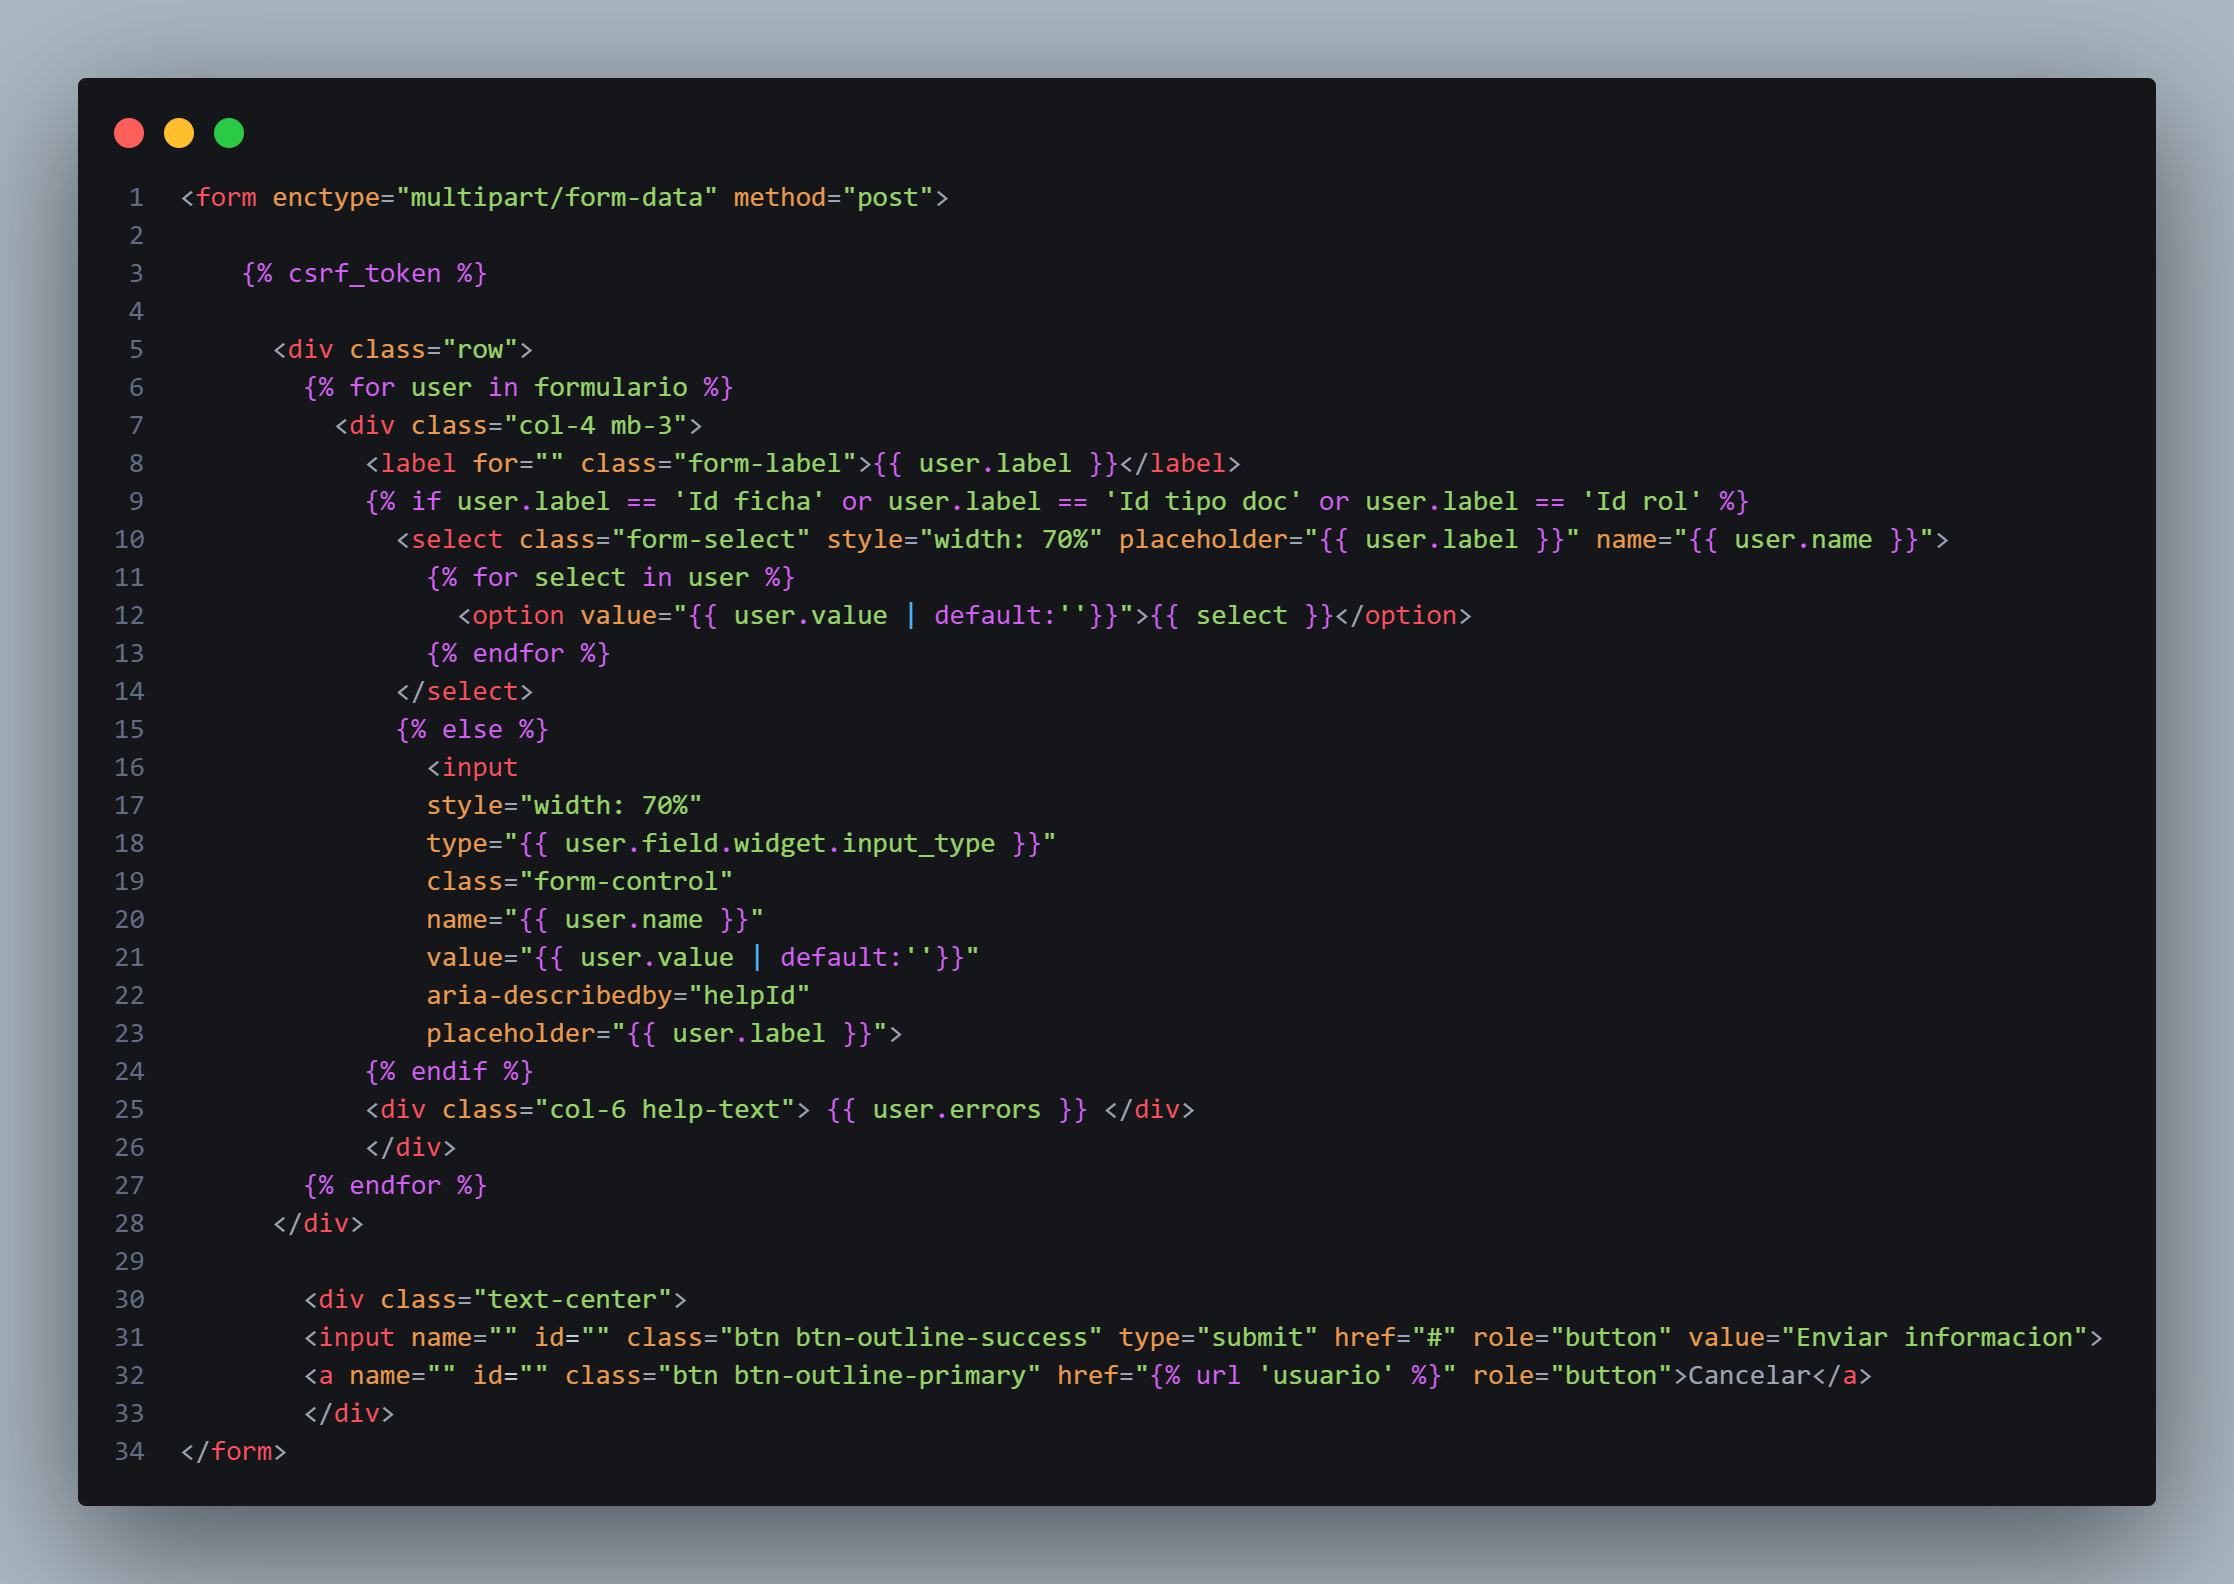 1 <form enctype="multipart/form-data" method="post">
2
3 {% csrf_token %}
4
5 <div class="row">
6 {% for user in formulario %}
7 <div class="col-4 mb-3">
8 <label for="" class="form-label">{{ user.label }}</label>
9 {% if user.label == 'Id ficha' or user.label == 'Id tipo doc' or user.label == 'Id rol' %}
10 <select class="form-select" style="width: 70%" placeholder="{{ user.label }}" name="{{ user.name }}">
11 {% for select in user %}
12 <option value="{{ user.value | default:''}}">{{ select }}</option>
13 {% endfor %}
14 </select>
15 {% else %}
16 <input
17 style="width: 70%"
18 type="{{ user.field.widget.input_type }}"
19 class="form-control"
20 name="{{ user.name }}"
21 value="{{ user.value | default:''}}"
22 aria-describedby="helpId"
23 placeholder="{{ user.label }}">
24 {% endif %}
25 <div class="col-6 help-text"> {{ user.errors }} </div>
26 </div>
27 {% endfor %}
28 </div>
29
30 <div class="text-center">
31 <input name="" id="" class="btn btn-outline-success" type="submit" href="#" role="button" value="Enviar informacion">
32 <a name="" id="" class="btn btn-outline-primary" href="{% url 'usuario' %}" role="button">Cancelar</a>
33 </div>
34 </form>